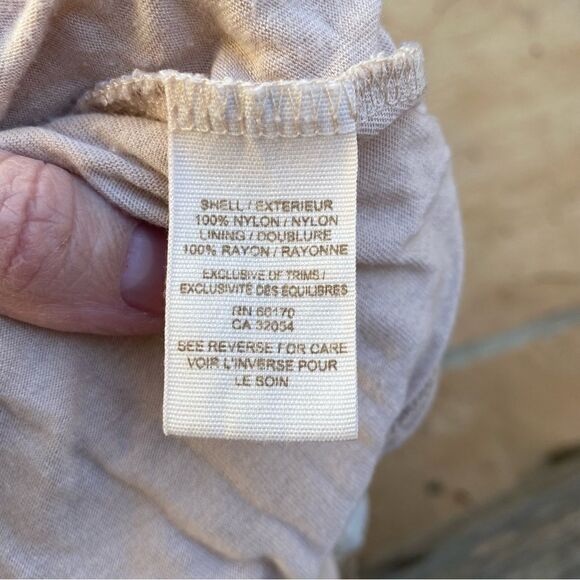 SHELL / EXTERIEUR
100% NYLON / NYLON
LINING / DOUBLURE
100% RAYON / RAYONNE
EXCLUSIVE OF TRIMS /
EXCLUSIVITÉ DES ÉQUILIBRES
RN 60170
CA 32054
SEE REVERSE FOR CARE
VOIR L'INVERSE POUR
LE SOIN